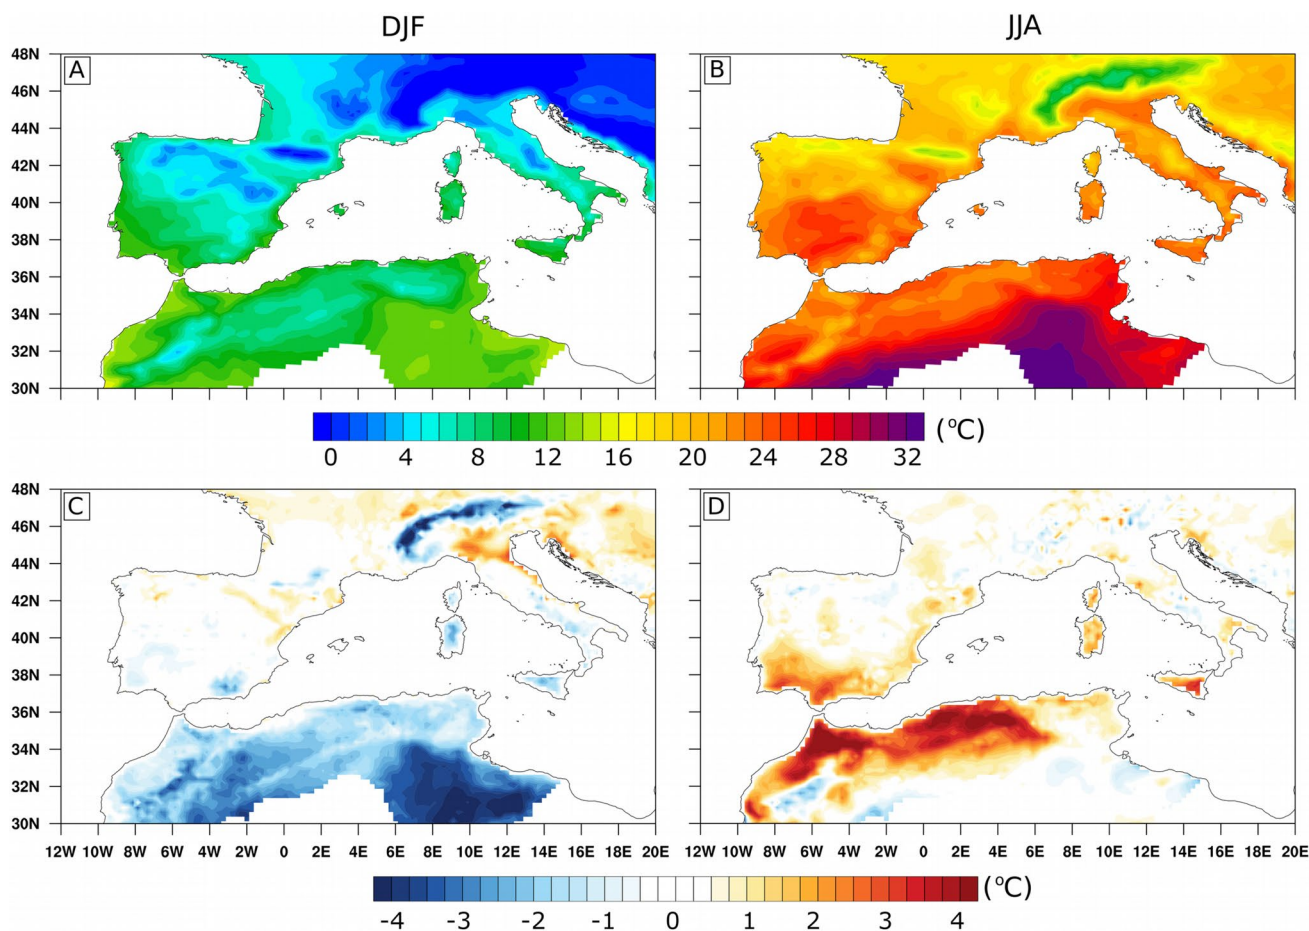 DJF JJA
48N A B
46N
44N
42N
40N
38N
36N
34N
32N
30N
0 4 8 12 16 20 24 28 32 (°C)
48N C D
46N
44N
42N
40N
38N
36N
34N
32N
30N
12W 10W 8W 6W 4W 2W 0 2E 4E 6E 8E 10E 12E 14E 16E 18E 20E 12W 10W 8W 6W 4W 2W 0 2E 4E 6E 8E 10E 12E 14E 16E 18E 20E
-4 -3 -2 -1 0 1 2 3 4 (°C)